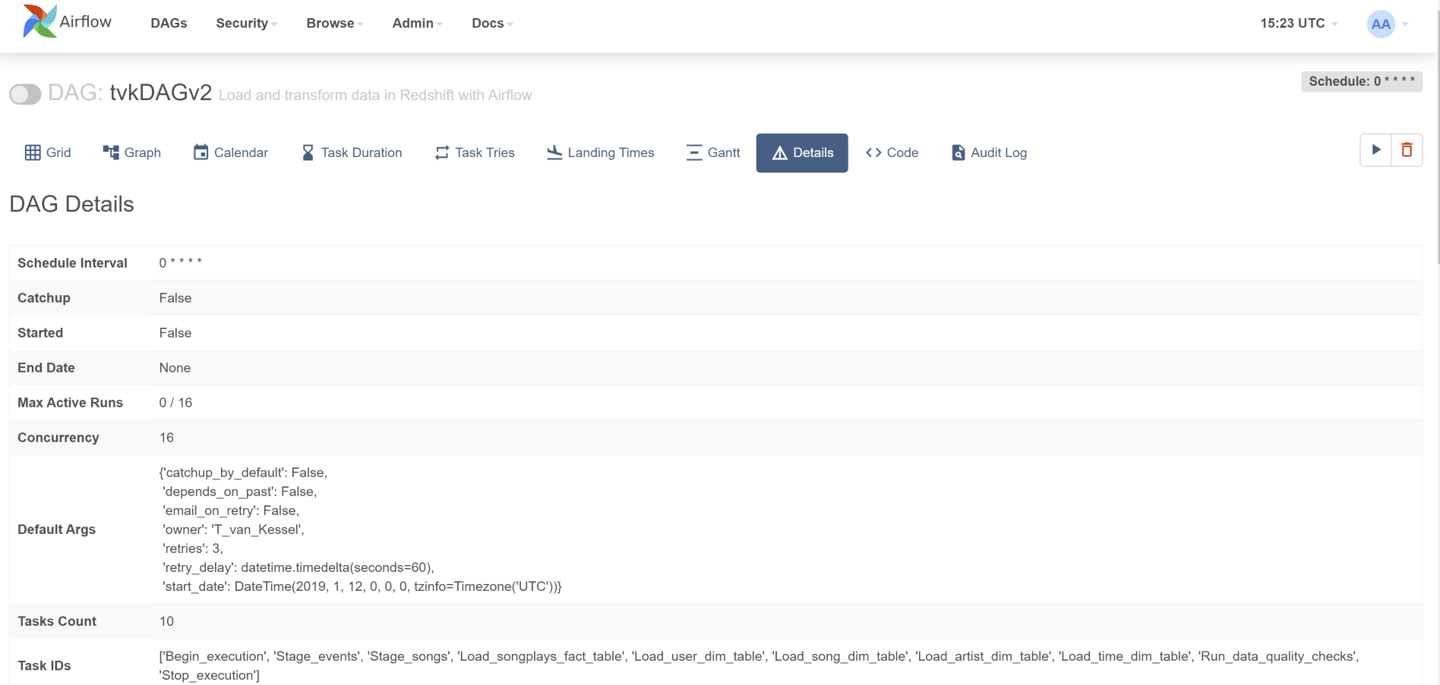 Airflow DAGs Security Browse Admin Docs 15:23 UTC AA
DAG: tvkDAGv2 Load and transform data in Redshift with Airflow Schedule: 0 * * * *
Grid Graph Calendar Task Duration Task Tries Landing Times Gantt Details Code Audit Log
DAG Details
Schedule Interval 0 * * * *
Catchup False
Started False
End Date None
Max Active Runs 0 / 16
Concurrency 16
Default Args
{'catchup_by_default': False,
'depends_on_past': False,
'email_on_retry': False,
'owner': 'T_van_Kessel',
'retries': 3,
'retry_delay': datetime.timedelta(seconds=60),
'start_date': DateTime(2019, 1, 12, 0, 0, 0, tzinfo=Timezone('UTC'))}
Tasks Count 10
Task IDs
['Begin_execution', 'Stage_events', 'Stage_songs', 'Load_songplays_fact_table', 'Load_user_dim_table', 'Load_song_dim_table', 'Load_artist_dim_table', 'Load_time_dim_table', 'Run_data_quality_checks',
'Stop_execution']